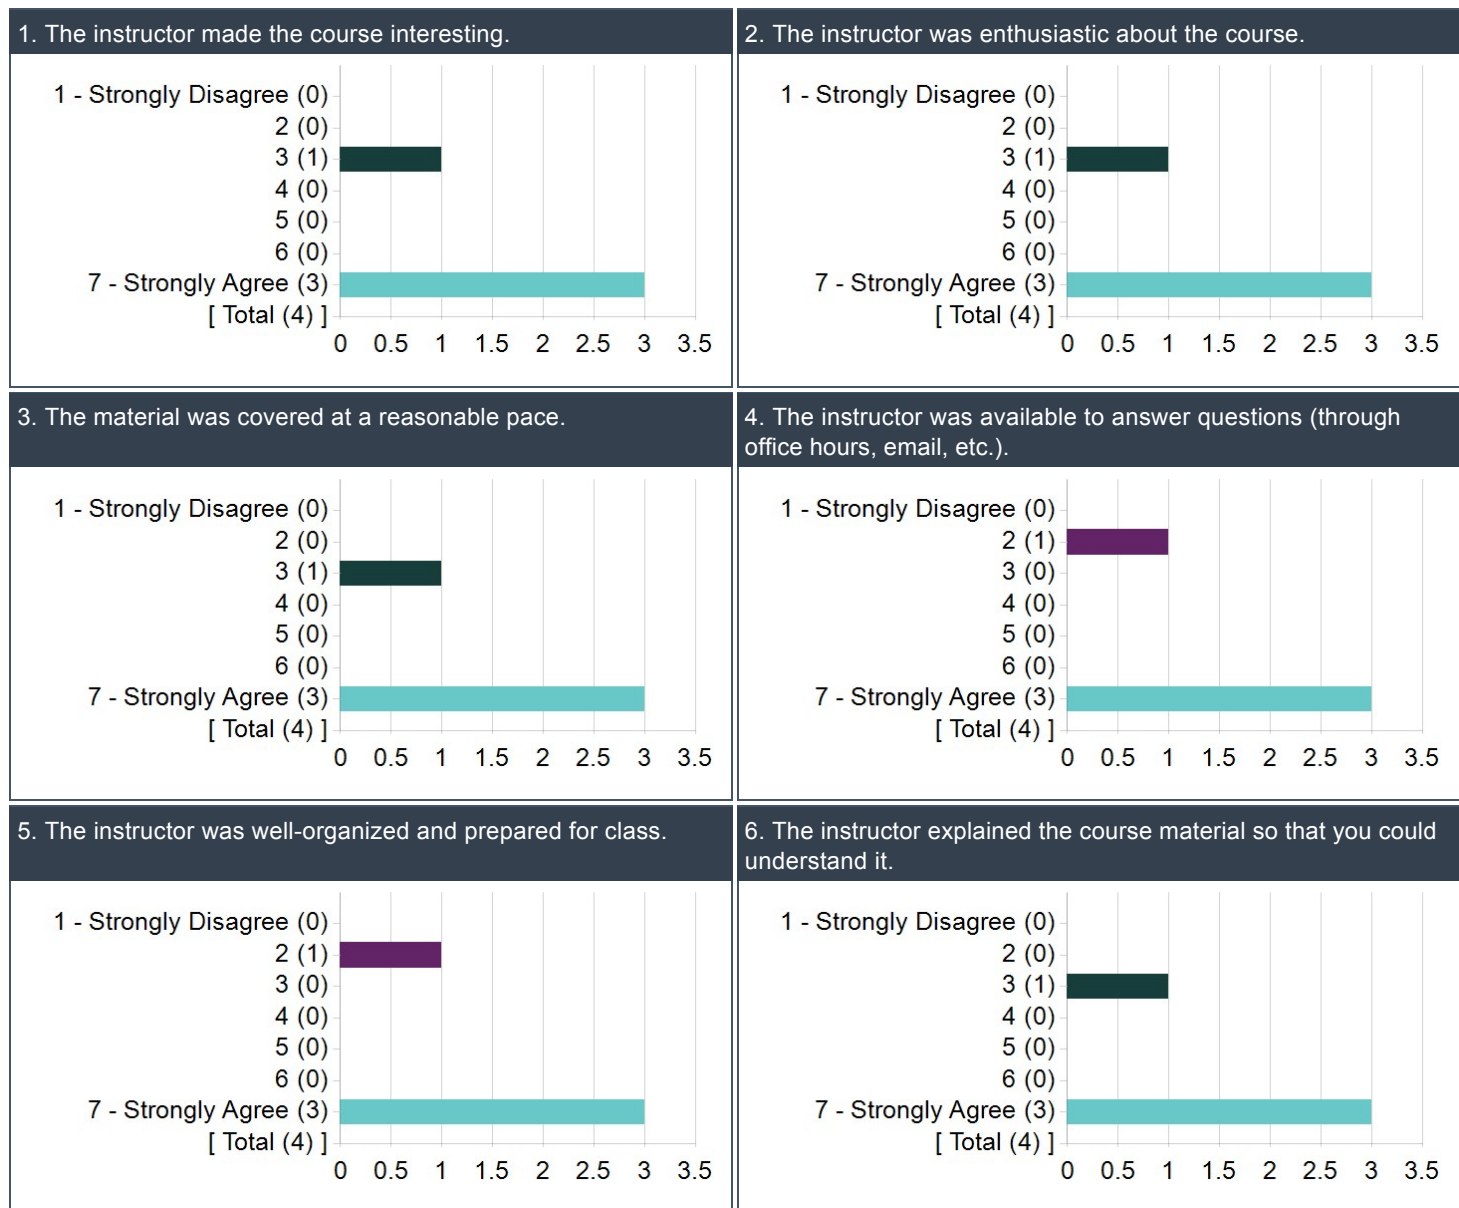 1. The instructor made the course interesting.
1 - Strongly Disagree (0)
2 (0)
3 (1)
4 (0)
5 (0)
6 (0)
7 - Strongly Agree (3)
[ Total (4) ]
0 0.5 1 1.5 2 2.5 3 3.5
2. The instructor was enthusiastic about the course.
1 - Strongly Disagree (0)
2 (0)
3 (1)
4 (0)
5 (0)
6 (0)
7 - Strongly Agree (3)
[ Total (4) ]
0 0.5 1 1.5 2 2.5 3 3.5
3. The material was covered at a reasonable pace.
1 - Strongly Disagree (0)
2 (0)
3 (1)
4 (0)
5 (0)
6 (0)
7 - Strongly Agree (3)
[ Total (4) ]
0 0.5 1 1.5 2 2.5 3 3.5
4. The instructor was available to answer questions (through
office hours, email, etc.).
1 - Strongly Disagree (0)
2 (1)
3 (0)
4 (0)
5 (0)
6 (0)
7 - Strongly Agree (3)
[ Total (4) ]
0 0.5 1 1.5 2 2.5 3 3.5
5. The instructor was well-organized and prepared for class.
1 - Strongly Disagree (0)
2 (1)
3 (0)
4 (0)
5 (0)
6 (0)
7 - Strongly Agree (3)
[ Total (4) ]
0 0.5 1 1.5 2 2.5 3 3.5
6. The instructor explained the course material so that you could
understand it.
1 - Strongly Disagree (0)
2 (0)
3 (1)
4 (0)
5 (0)
6 (0)
7 - Strongly Agree (3)
[ Total (4) ]
0 0.5 1 1.5 2 2.5 3 3.5